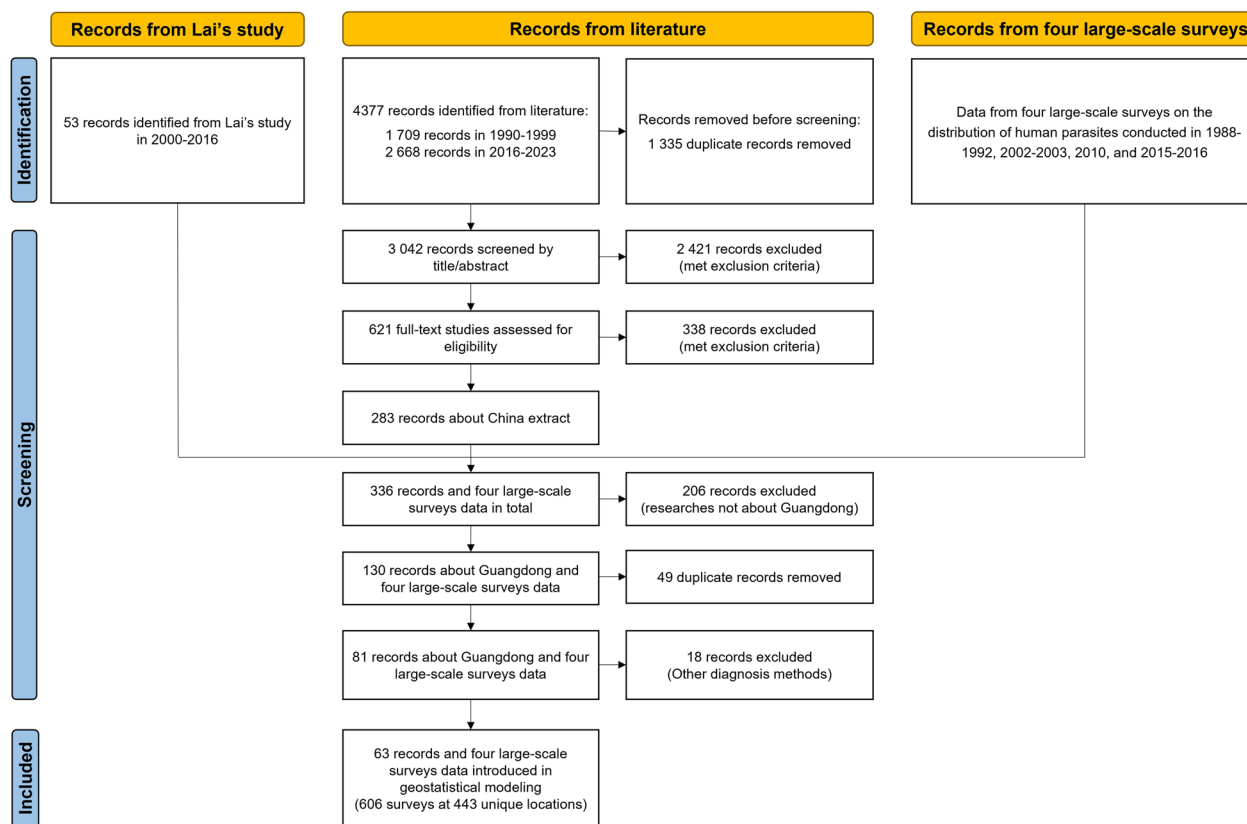 Records from Lai's study
Records from literature
Records from four large-scale surveys
Identification
53 records identified from Lai's study
in 2000-2016
4377 records identified from literature:
1 709 records in 1990-1999
2 668 records in 2016-2023
Records removed before screening:
1 335 duplicate records removed
Data from four large-scale surveys on the
distribution of human parasites conducted in 1988-
1992, 2002-2003, 2010, and 2015-2016
Screening
3 042 records screened by
title/abstract
2 421 records excluded
(met exclusion criteria)
621 full-text studies assessed for
eligibility
338 records excluded
(met exclusion criteria)
283 records about China extract
336 records and four large-scale
surveys data in total
206 records excluded
(researches not about Guangdong)
130 records about Guangdong and
four large-scale surveys data
49 duplicate records removed
81 records about Guangdong and four
large-scale surveys data
18 records excluded
(Other diagnosis methods)
Included
63 records and four large-scale
surveys data introduced in
geostatistical modeling
(606 surveys at 443 unique locations)